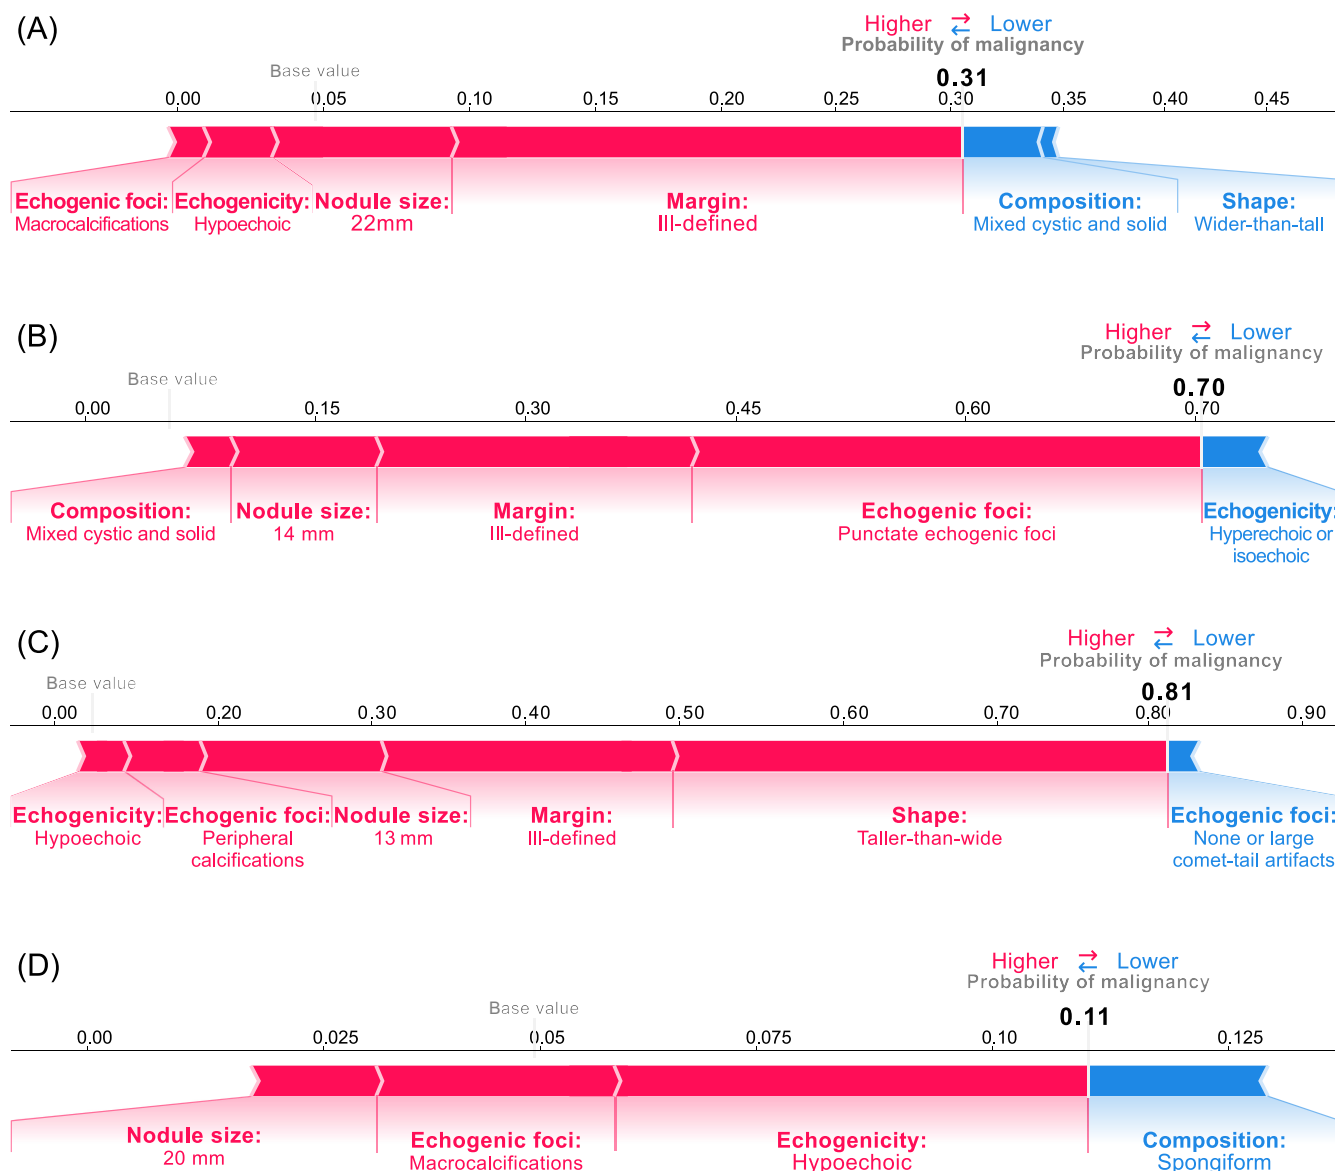 (A)
Higher Lower
Probability of malignancy
Base value
0.31
0.00 0.05 0.10 0.15 0.20 0.25 0.30 0.35 0.40 0.45
Echogenic foci: Echogenicity: Nodule size: Margin: Composition: Shape:
Macrocalcifications Hypoechoic 22mm Ill-defined Mixed cystic and solid Wider-than-tall
(B)
Higher Lower
Probability of malignancy
Base value
0.70
0.00 0.15 0.30 0.45 0.60 0.70
Composition: Nodule size: Margin: Echogenic foci: Echogenicity:
Mixed cystic and solid 14 mm Ill-defined Punctate echogenic foci Hyperechoic or
isoechoic
(C)
Higher Lower
Probability of malignancy
Base value
0.81
0.00 0.20 0.30 0.40 0.50 0.60 0.70 0.80 0.90
Echogenicity: Echogenic foci: Nodule size: Margin: Shape: Echogenic foci:
Hypoechoic Peripheral 13 mm Ill-defined Taller-than-wide None or large
calcifications comet-tail artifacts
(D)
Higher Lower
Probability of malignancy
Base value
0.11
0.00 0.025 0.05 0.075 0.10 0.125
Nodule size: Echogenic foci: Echogenicity: Composition:
20 mm Macrocalcifications Hypoechoic Spongiform